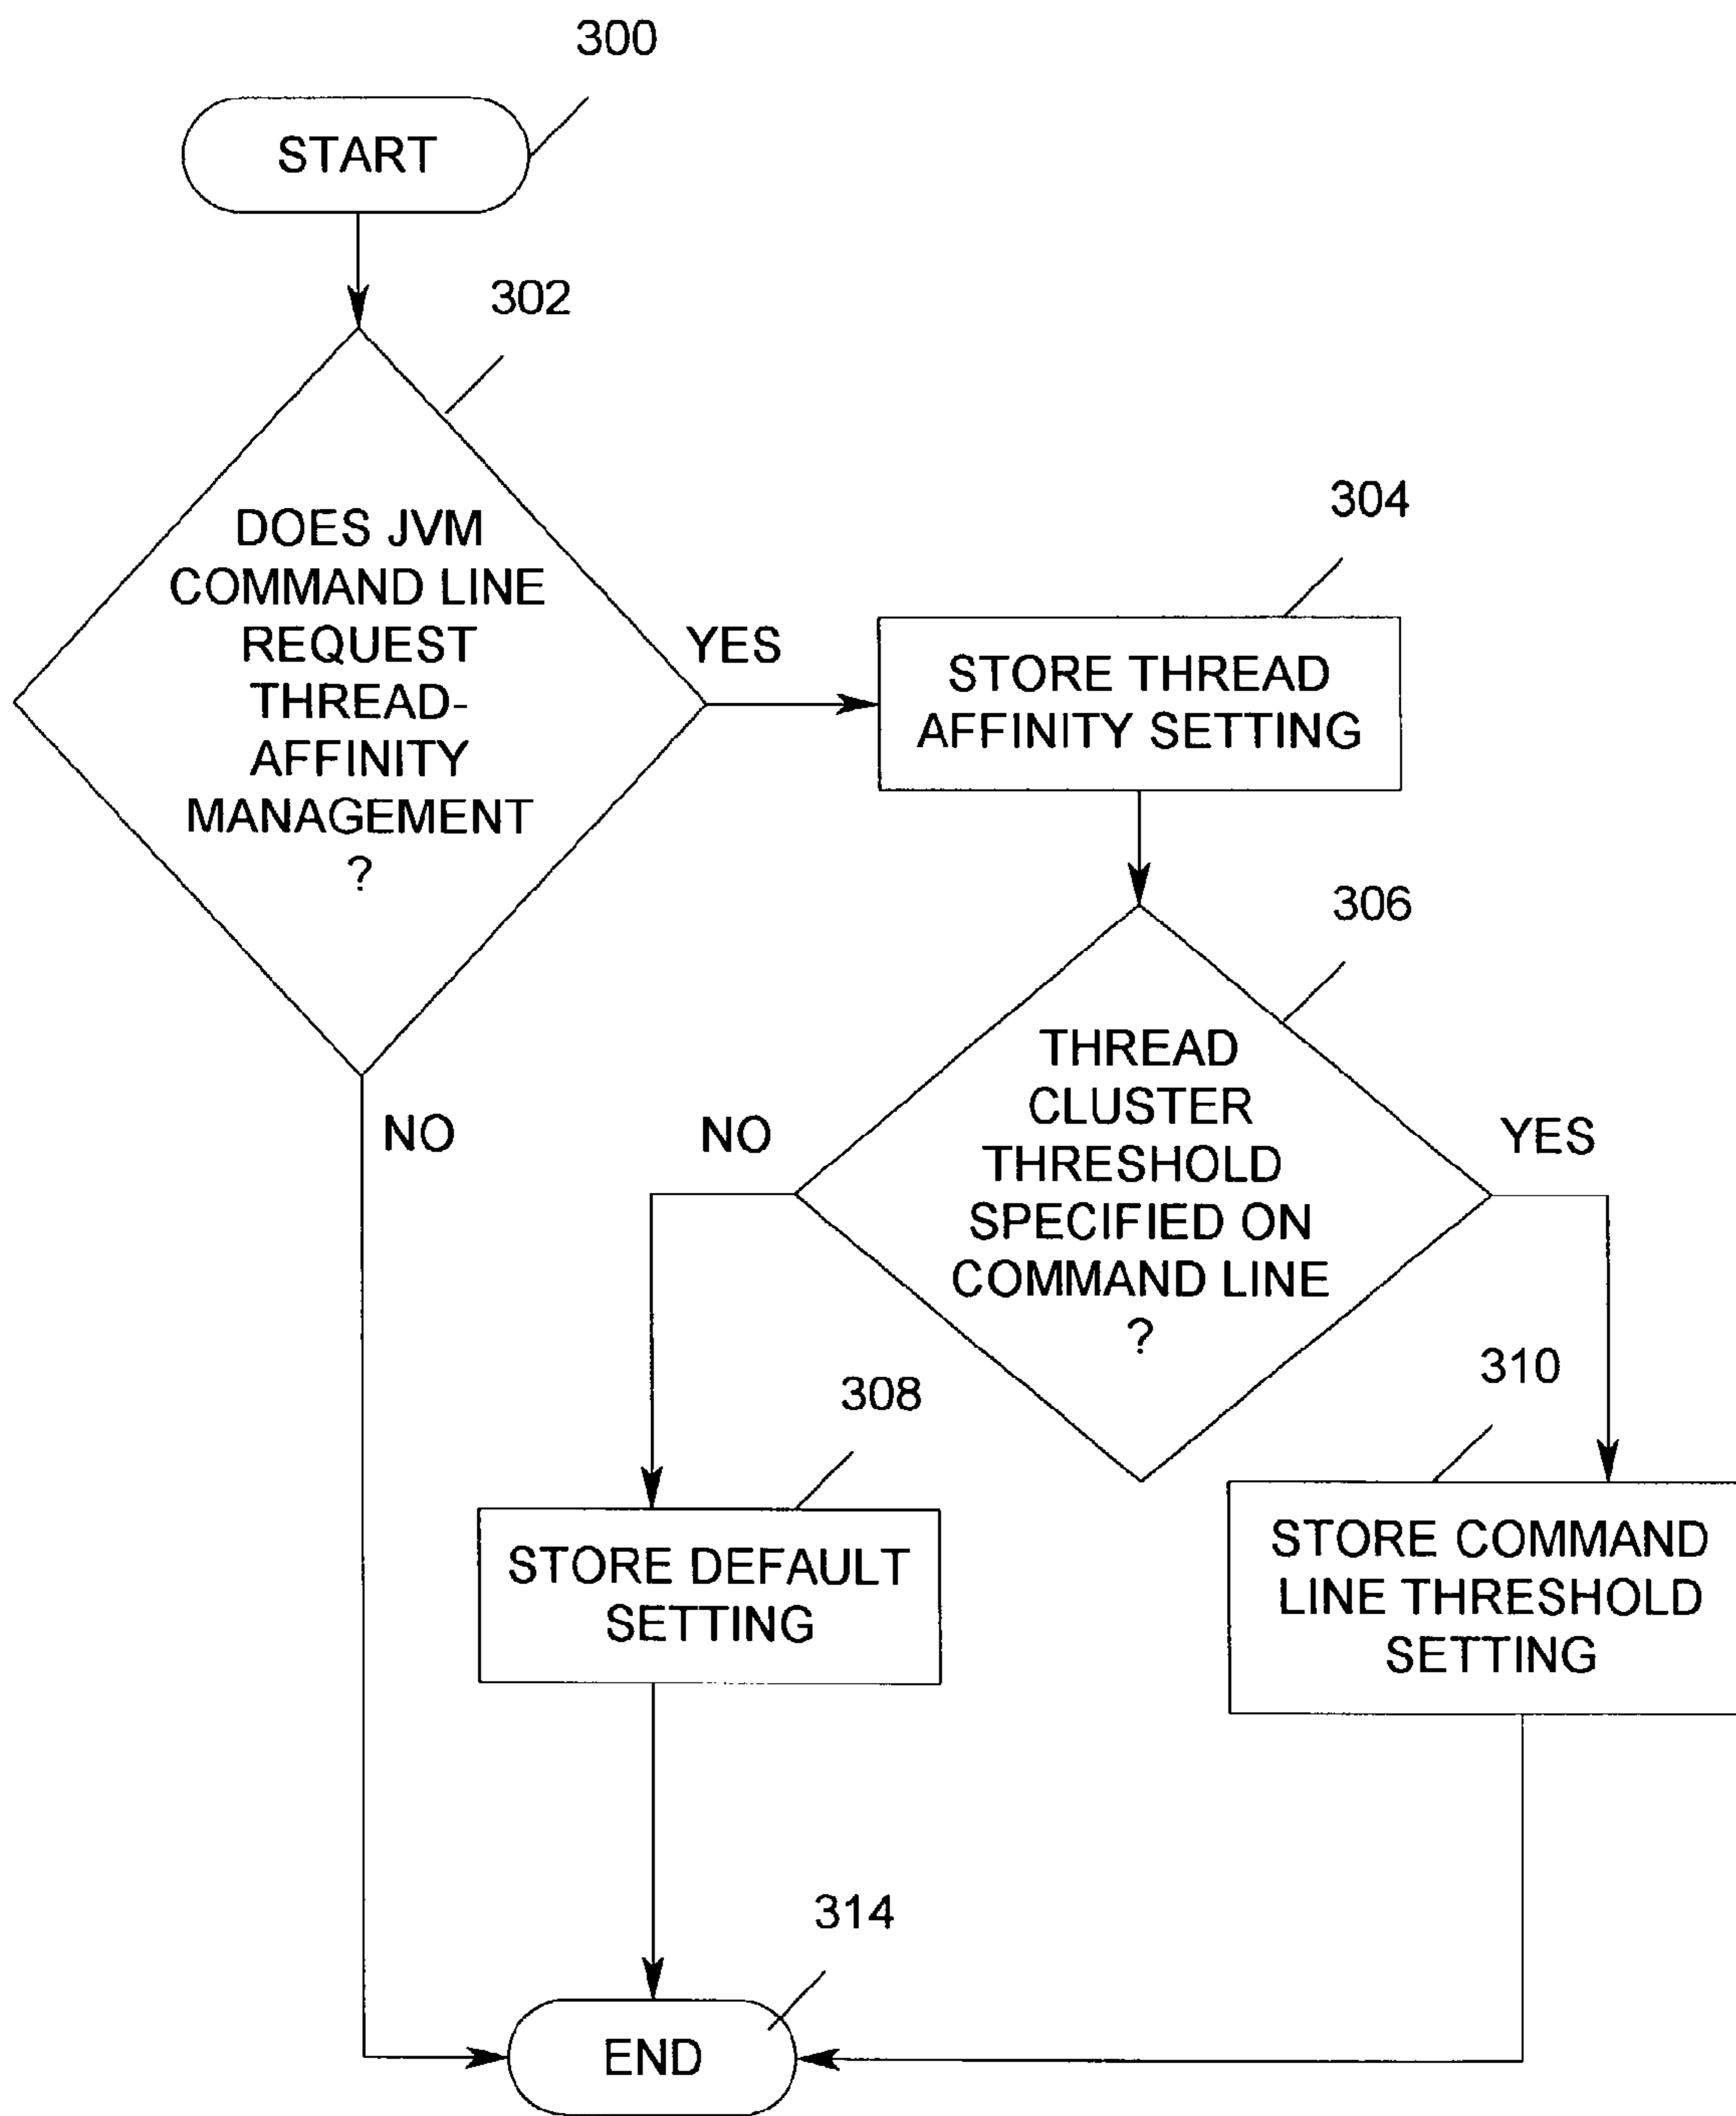 300
START
302
DOES JVM
COMMAND LINE
REQUEST
THREAD-
AFFINITY
MANAGEMENT
?
YES
NO
304
STORE THREAD
AFFINITY SETTING
306
THREAD
CLUSTER
THRESHOLD
SPECIFIED ON
COMMAND LINE
?
NO
YES
308
STORE DEFAULT
SETTING
310
STORE COMMAND
LINE THRESHOLD
SETTING
314
END